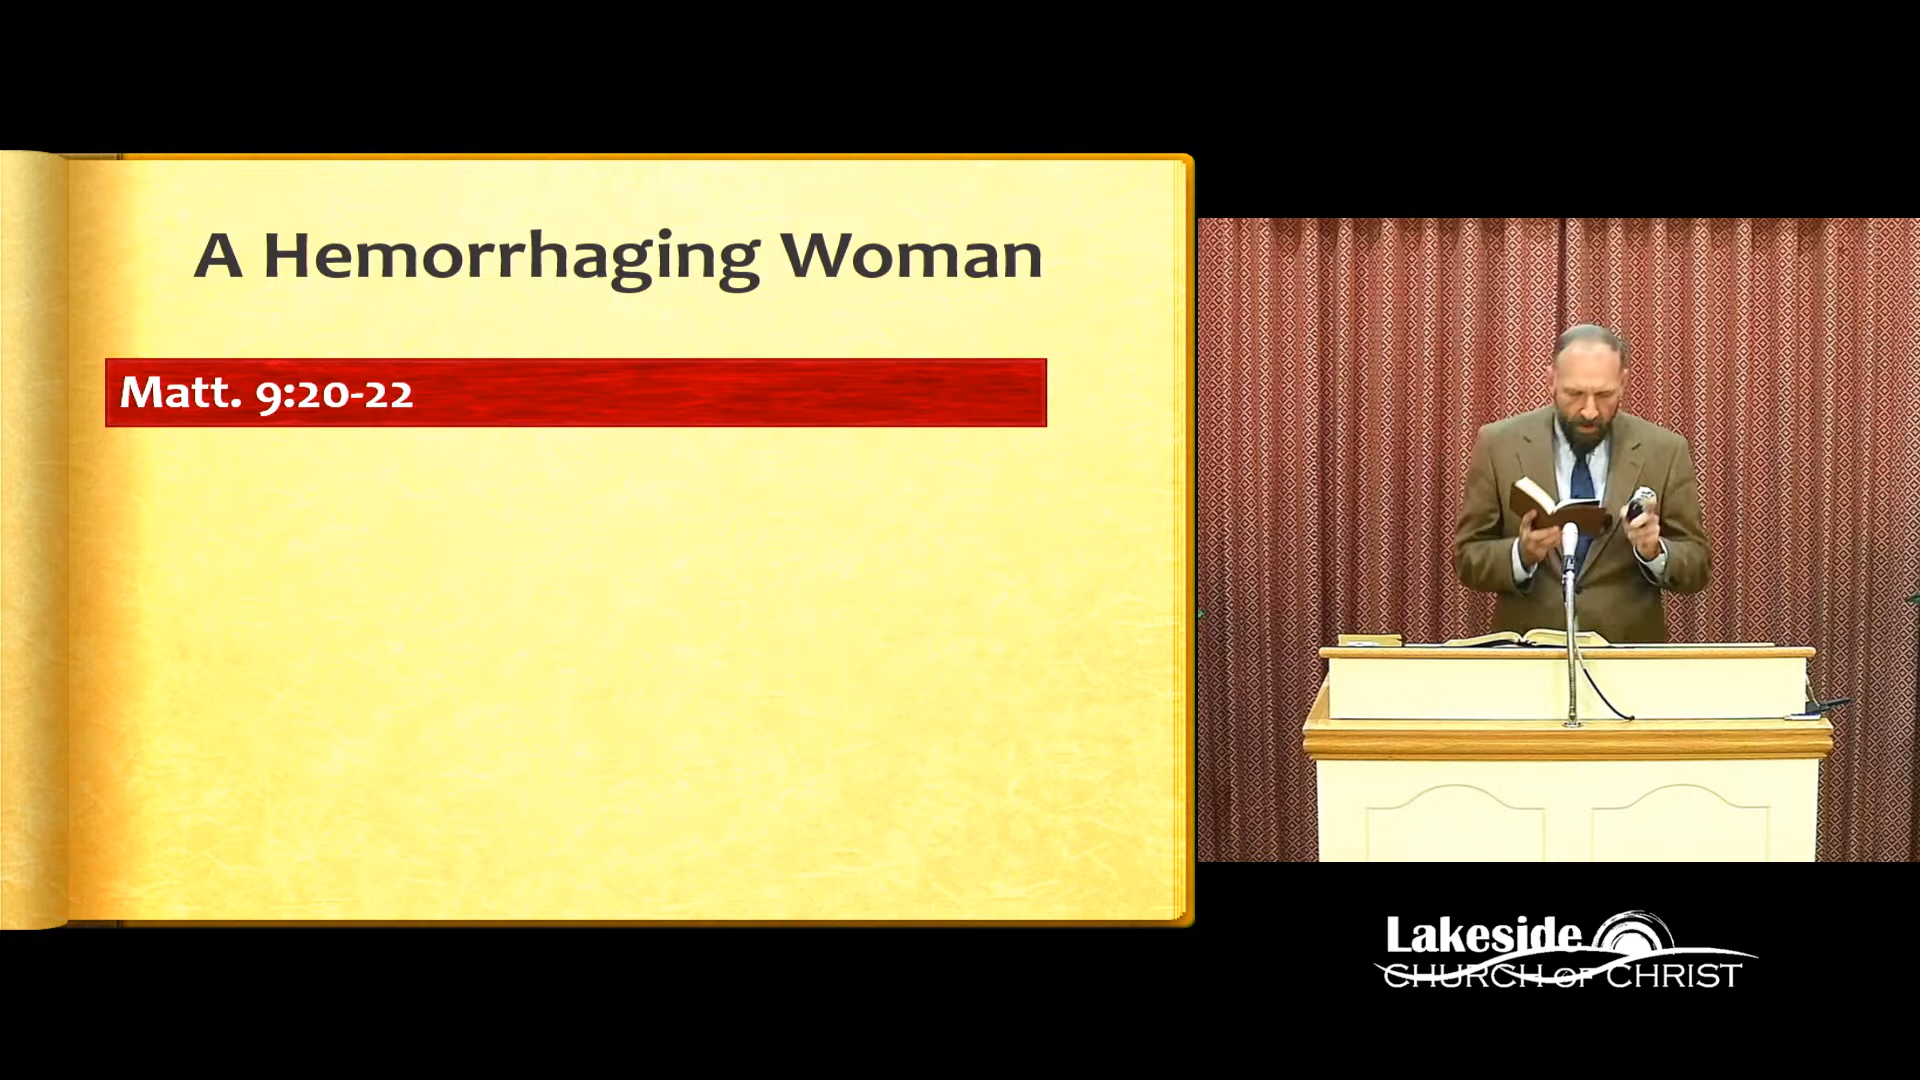 A Hemorrhaging Woman
Matt. 9:20-22
Lakeside
CHURCH OF CHRIST